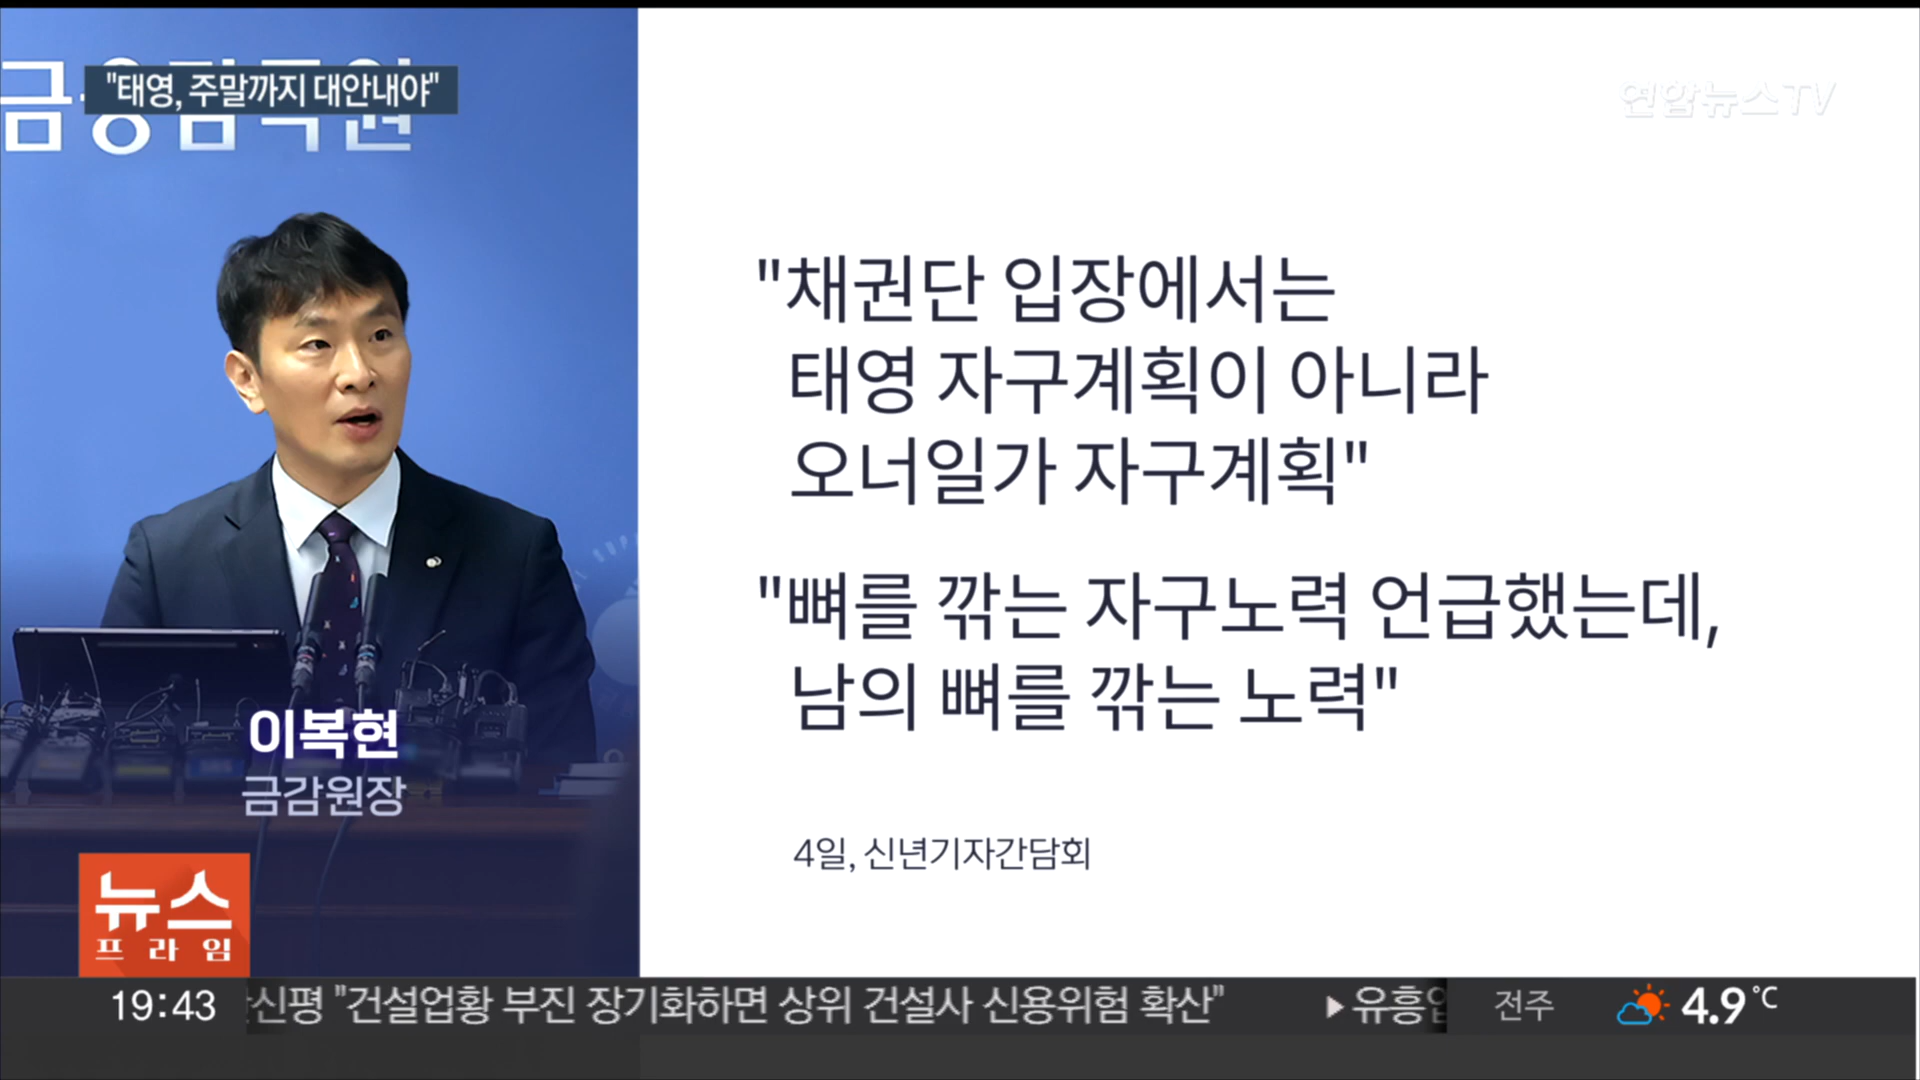 "태영, 주말까지 대안내야"
연합뉴스TV
"채권단 입장에서는
태영 자구계획이 아니라
오너일가 자구계획"
"뼈를 깎는 자구노력 언급했는데,
남의 뼈를 깎는 노력"
4일, 신년기자간담회
이복현
금감원장
뉴스
프라임
19:43
신평 "건설업황 부진 장기화하면 상위 건설사 신용위험 확산"
▶유흥
전주
4.9°C